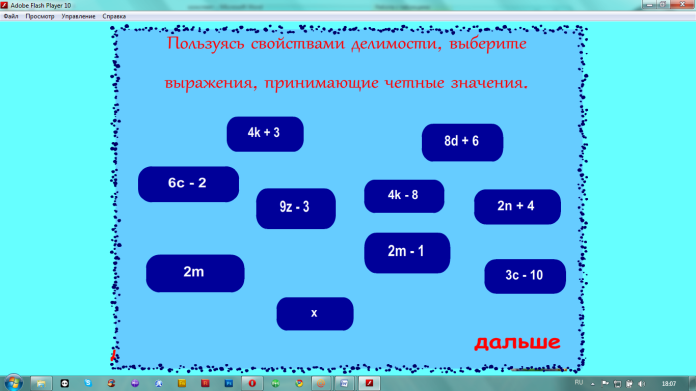 Adobe Flash Player 10
Файл Просмотр Управление Справка
Пользуясь свойствами делимости, выберите
выражения, принимающие четные значения.
4k + 3
8d + 6
6c - 2
9z - 3
4k - 8
2n + 4
2m - 1
2m
3c - 10
x
дальше
RU
18:07